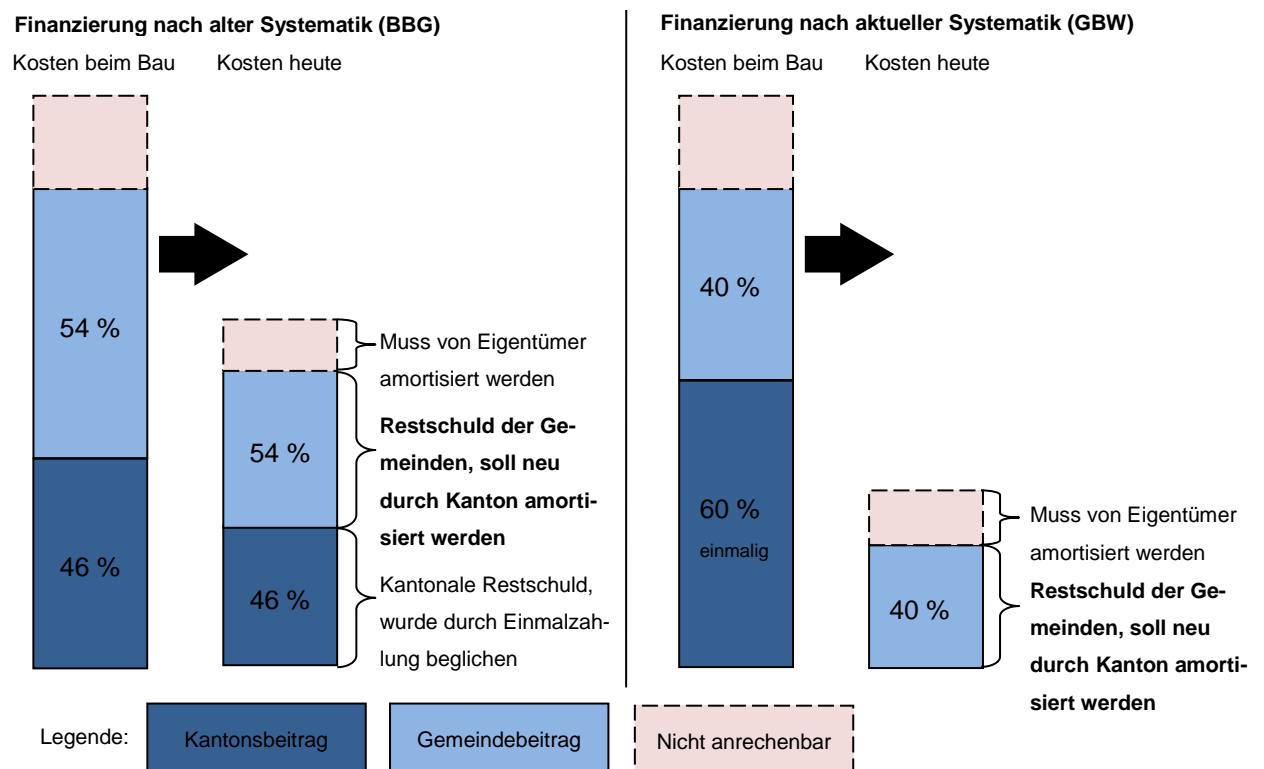 Finanzierung nach alter Systematik (BBG)
Kosten beim Bau
Kosten heute
54 %
46 %
54 %
46 %
Muss von Eigentümer
amortisiert werden
Restschuld der Ge-
meinden, soll neu
durch Kanton amorti-
siert werden
Kantonale Restschuld,
wurde durch Einmalzah-
lung beglichen
Finanzierung nach aktueller Systematik (GBW)
Kosten beim Bau
Kosten heute
40 %
60 %
einmalig
40 %
Muss von Eigentümer
amortisiert werden
Restschuld der Ge-
meinden, soll neu
durch Kanton amorti-
siert werden
Legende:
Kantonsbeitrag
Gemeindebeitrag
Nicht anrechenbar